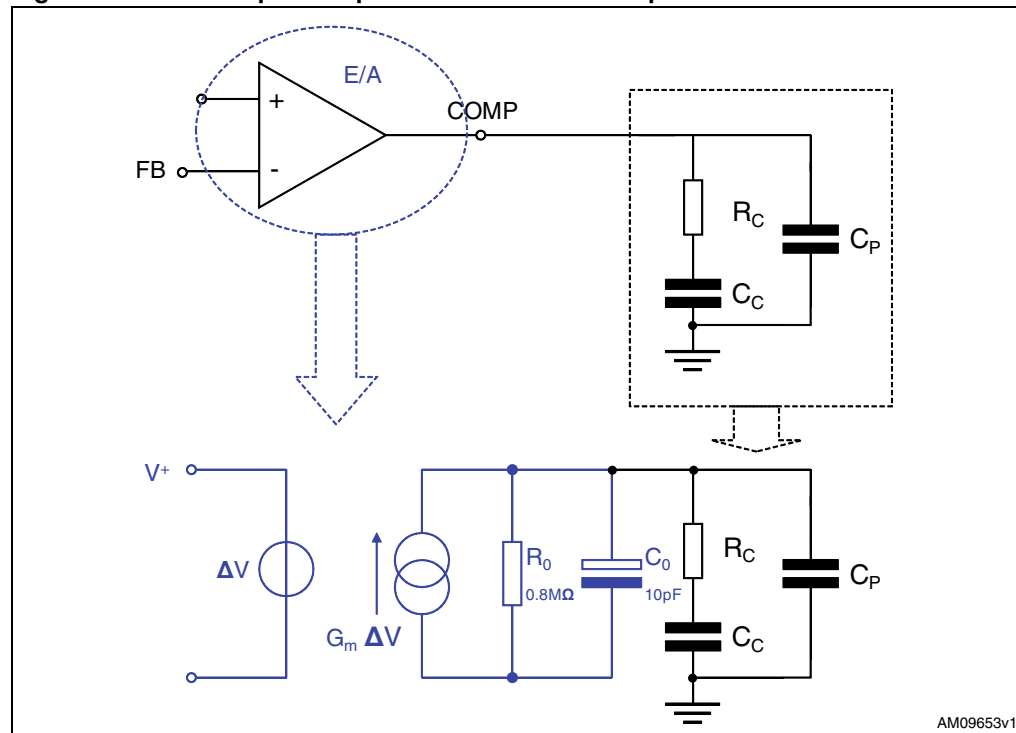 E/A
+
COMP
FB
-
R_C
C_P
C_C
V+
ΔV
G_m ΔV
R_0
0.8MΩ
C_0
10pF
R_C
C_C
C_P
AM09653v1